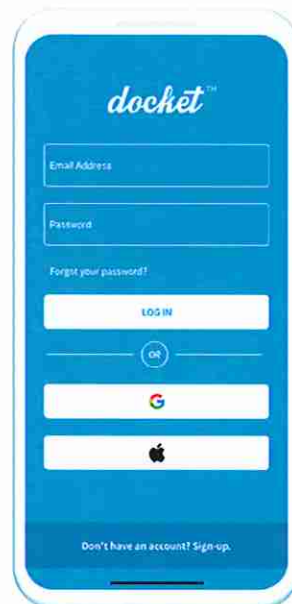 docket™
Email Address
Password
Forgot your password?
LOG IN
OR
G
Don't have an account? Sign-up.